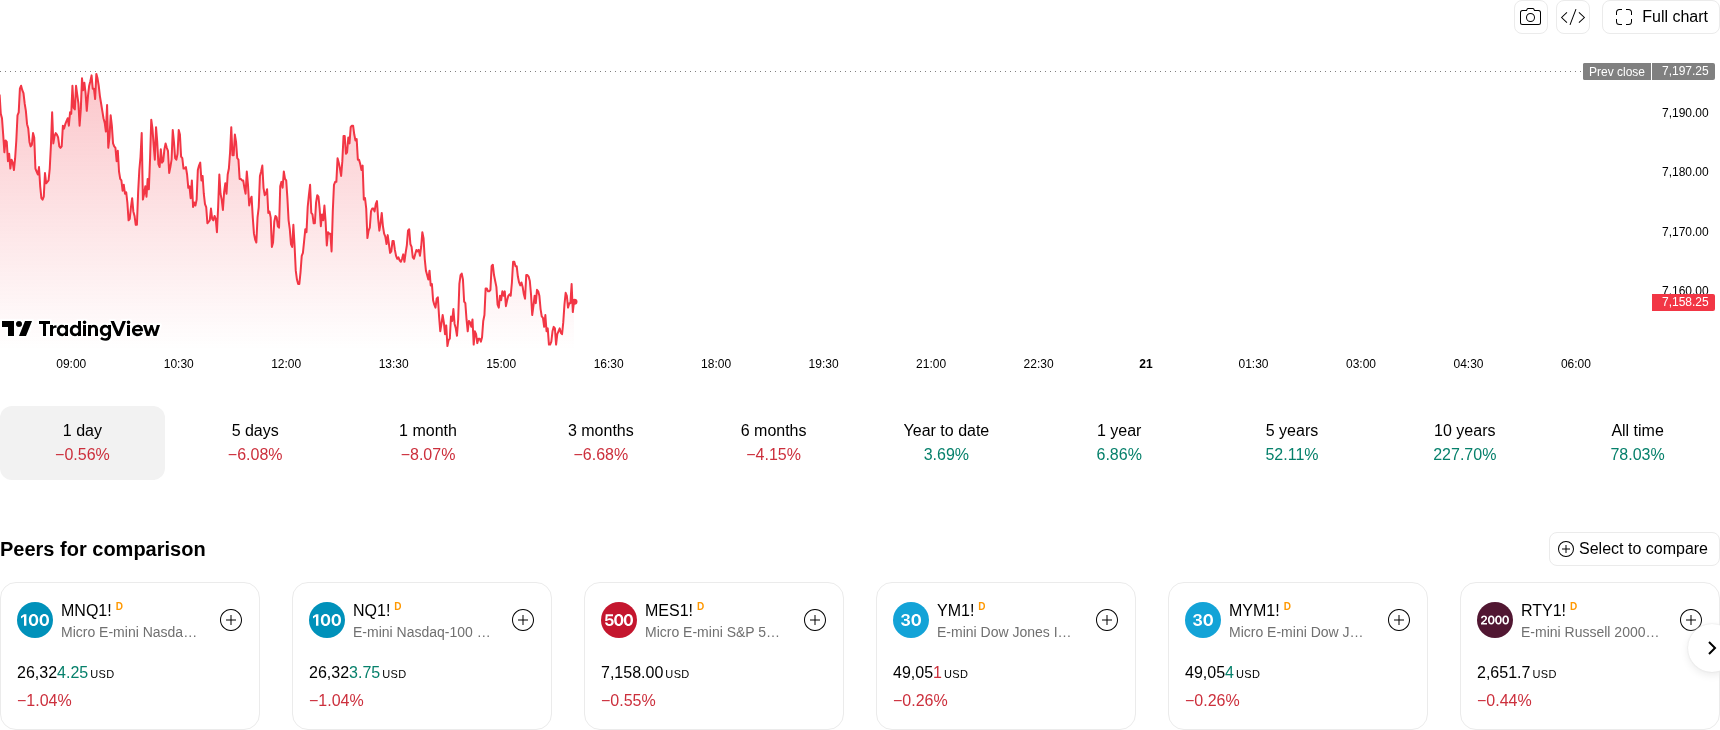 Full chart
Prev close 7,197.25
7,190.00
7,180.00
7,170.00
7,160.00
7,158.25
TradingView
09:00 10:30 12:00 13:30 15:00 16:30 18:00 19:30 21:00 22:30 21 01:30 03:00 04:30 06:00
1 day 5 days 1 month 3 months 6 months Year to date 1 year 5 years 10 years All time
−0.56% −6.08% −8.07% −6.68% −4.15% 3.69% 6.86% 52.11% 227.70% 78.03%
Peers for comparison
Select to compare
100 MNQ1! D
Micro E-mini Nasda…
26,324.25 USD
−1.04%
100 NQ1! D
E-mini Nasdaq-100 …
26,323.75 USD
−1.04%
500 MES1! D
Micro E-mini S&P 5…
7,158.00 USD
−0.55%
30 YM1! D
E-mini Dow Jones I…
49,051 USD
−0.26%
30 MYM1! D
Micro E-mini Dow J…
49,054 USD
−0.26%
2000 RTY1! D
E-mini Russell 2000…
2,651.7 USD
−0.44%